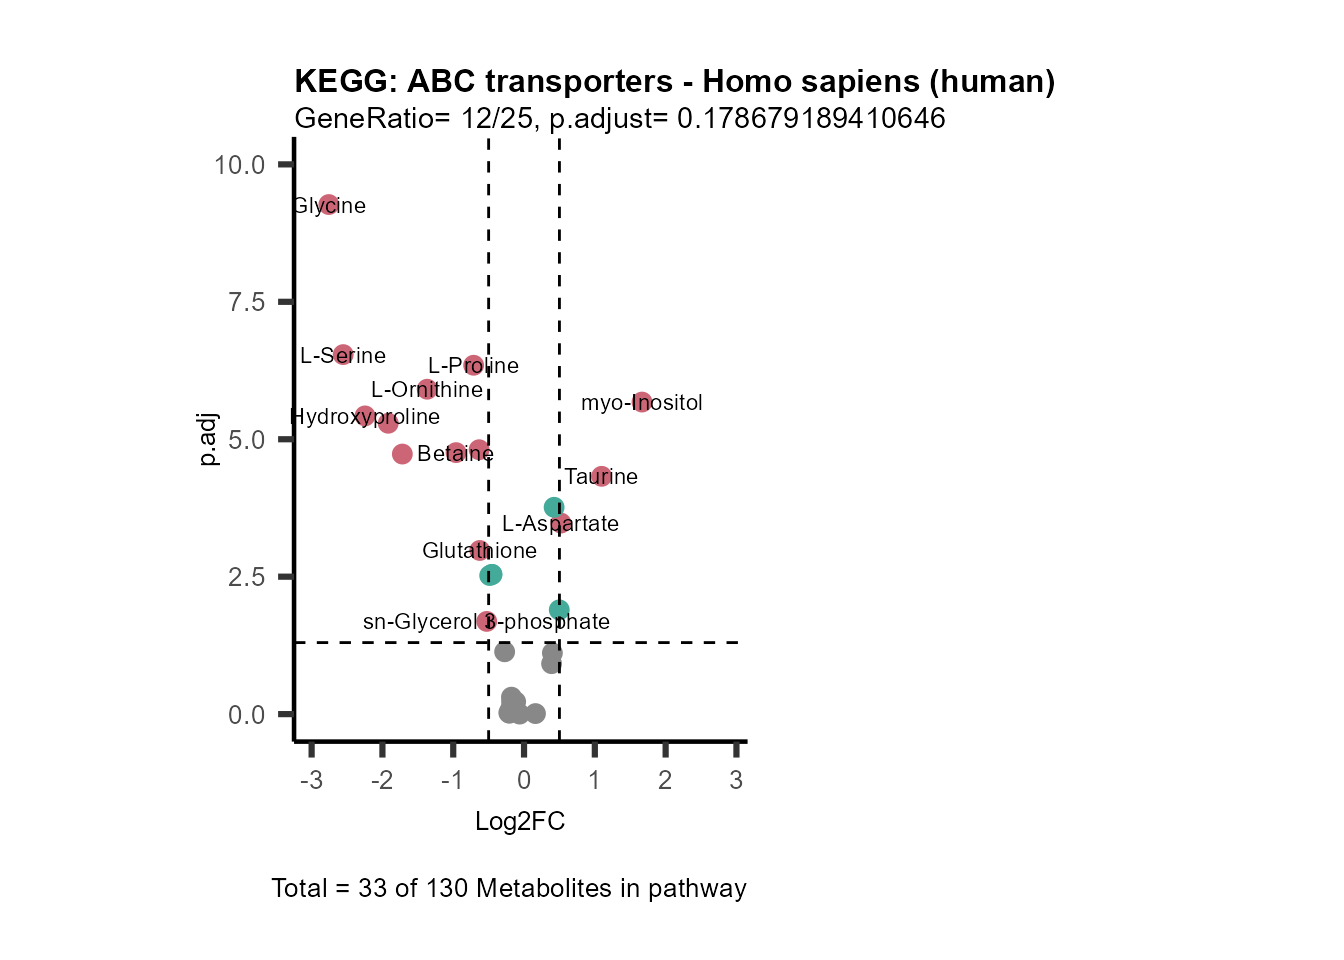 KEGG: ABC transporters - Homo sapiens (human)
GeneRatio= 12/25, p.adjust= 0.178679189410646
10.0
Glycine
7.5
L-Serine
L-Proline
L-Ornithine
myo-Inositol
Hydroxyproline
5.0
p.adj
Betaine
Taurine
L-Aspartate
Glutathione
2.5
sn-Glycerol 3-phosphate
0.0
-3 -2 -1 0 1 2 3
Log2FC
Total = 33 of 130 Metabolites in pathway